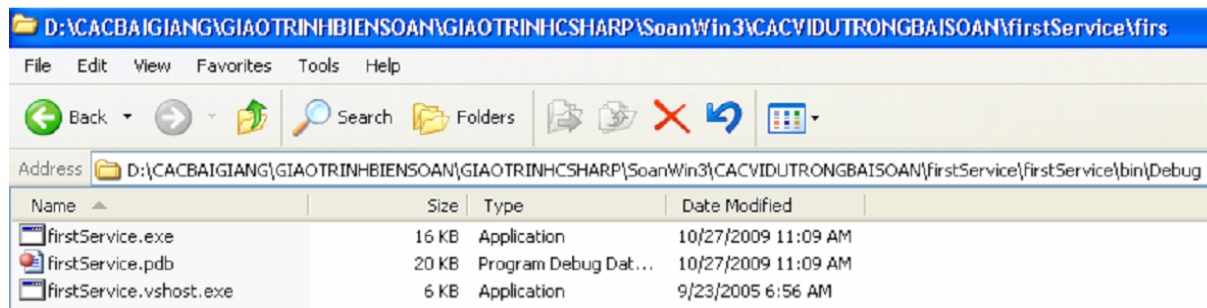 D:\CACBAIGIANG\GIAOTRINHBIENSOAN\GIAOTRINHCSHARP\SoanWin3\CACVIDUTRONGBAISOAN\firstService\firs
File Edit View Favorites Tools Help
Back Search Folders
Address D:\CACBAIGIANG\GIAOTRINHBIENSOAN\GIAOTRINHCSHARP\SoanWin3\CACVIDUTRONGBAISOAN\firstService\firstService\bin\Debug
Name Size Type Date Modified
firstService.exe 16 KB Application 10/27/2009 11:09 AM
firstService.pdb 20 KB Program Debug Dat... 10/27/2009 11:09 AM
firstService.vshost.exe 6 KB Application 9/23/2005 6:56 AM